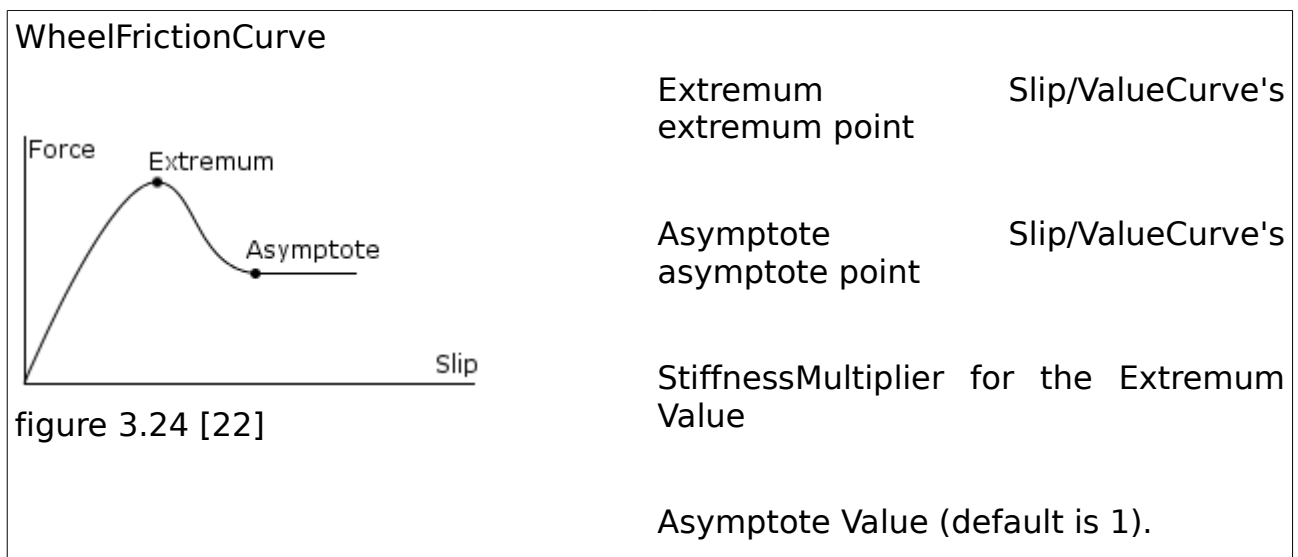 WheelFrictionCurve
Force
Extremum
Asymptote
Slip
figure 3.24 [22]
Extremum Slip/ValueCurve's
extremum point
Asymptote Slip/ValueCurve's
asymptote point
StiffnessMultiplier for the Extremum
Value
Asymptote Value (default is 1).